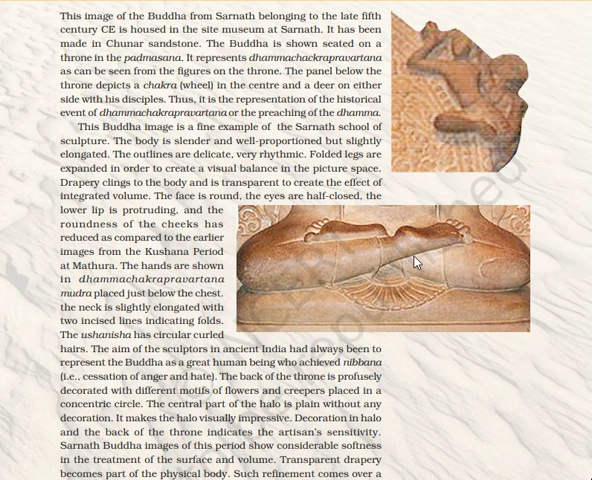 This image of the Buddha from Sarnath belonging to the late fifth
century CE is housed in the site museum at Sarnath. It has been
made in Chunar sandstone. The Buddha is shown seated on a
throne in the padmasana. It represents dhammachackrapravartana
as can be seen from the figures on the throne. The panel below the
throne depicts a chakra (wheel) in the centre and a deer on either
side with his disciples. Thus, it is the representation of the historical
event of dhammachakrapravartana or the preaching of the dhamma.
This Buddha image is a fine example of the Sarnath school of
sculpture. The body is slender and well-proportioned but slightly
elongated. The outlines are delicate, very rhythmic. Folded legs are
expanded in order to create a visual balance in the picture space.
Drapery clings to the body and is transparent to create the effect of
integrated volume. The face is round, the eyes are half-closed, the
lower lip is protruding, and the
roundness of the cheeks has
reduced as compared to the earlier
images from the Kushana Period
at Mathura. The hands are shown
in dhammachakrapravartana
mudra placed just below the chest.
the neck is slightly elongated with
two incised lines indicating folds.
The ushanisha has circular curled
hairs. The aim of the sculptors in ancient India had always been to
represent the Buddha as a great human being who achieved nibbana
(i.e., cessation of anger and hate). The back of the throne is profusely
decorated with different motifs of flowers and creepers placed in a
concentric circle. The central part of the halo is plain without any
decoration. It makes the halo visually impressive. Decoration in halo
and the back of the throne indicates the artisan's sensitivity.
Sarnath Buddha images of this period show considerable softness
in the treatment of the surface and volume. Transparent drapery
becomes part of the physical body. Such refinement comes over a